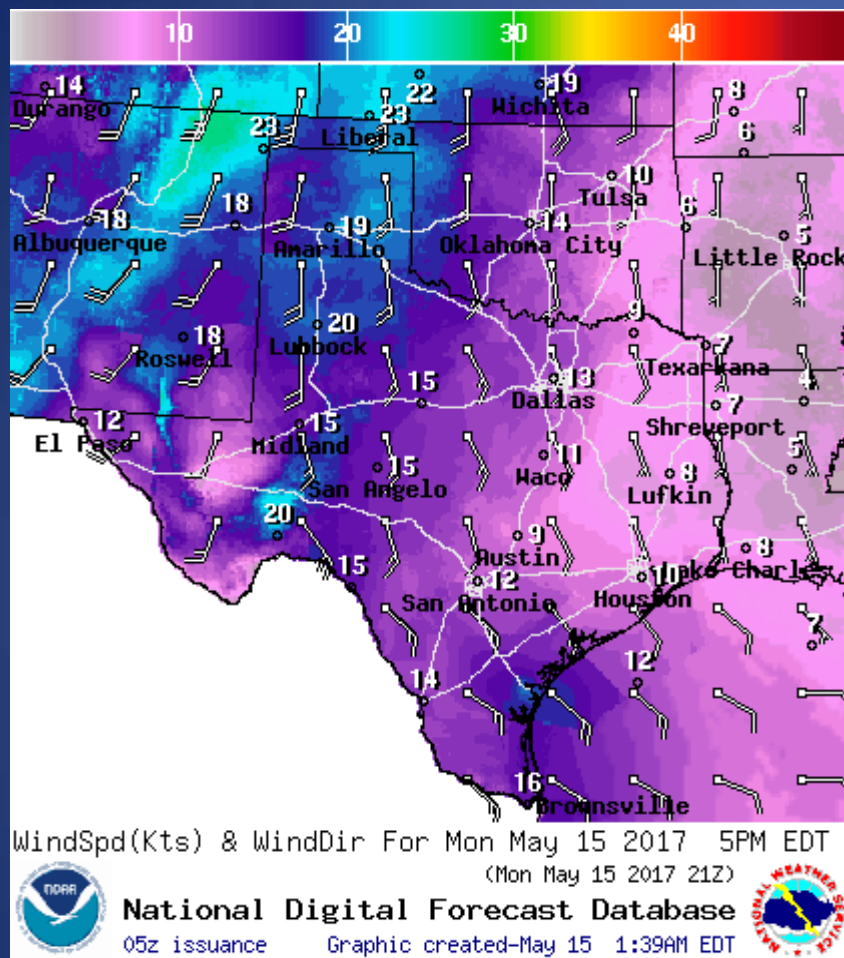 10 20 30 40
14 22 19 8
Durango Liberal Wichita
23 23 6
10
Tulsa
18 18 19 14 6 5
Albuquerque Amarillo Oklahoma City Little Rock
18 20 9 7
Roswell Lubbock Texarkana
13
15 Dallas 7 4
12 15 Shreveport
El Paso Midland
15 11 8 5
San Angelo Waco Lufkin
20 9 8
Austin Lake Charles
15 12 10
San Antonio Houston
7
14 12
16
Brownsville
WindSpd(Kts) & WindDir For Mon May 15 2017 5PM EDT
(Mon May 15 2017 21Z)
NOAA
National Digital Forecast Database
05z issuance Graphic created-May 15 1:39AM EDT
NATIONAL WEATHER SERVICE